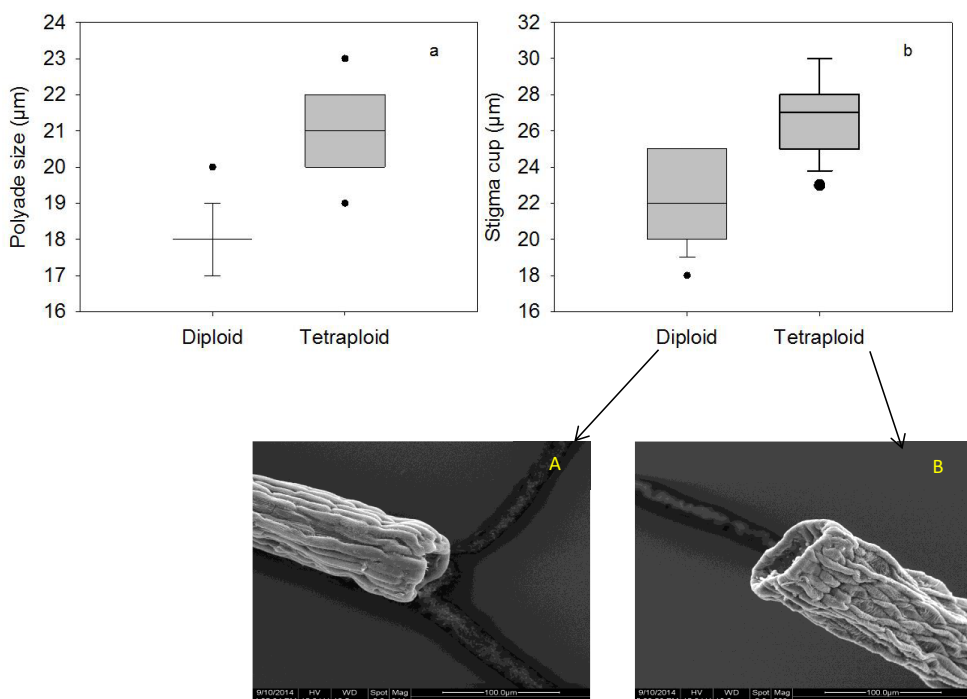 24
23
22
21
20
19
18
17
16
Polyade size (µm)
a
Diploid
Tetraploid
32
30
28
26
24
22
20
18
16
Stigma cup (µm)
b
Diploid
Tetraploid
A
9/10/2014 HV WD Spot Mag 100.0µm
B
9/10/2014 HV WD Spot Mag 100.0µm